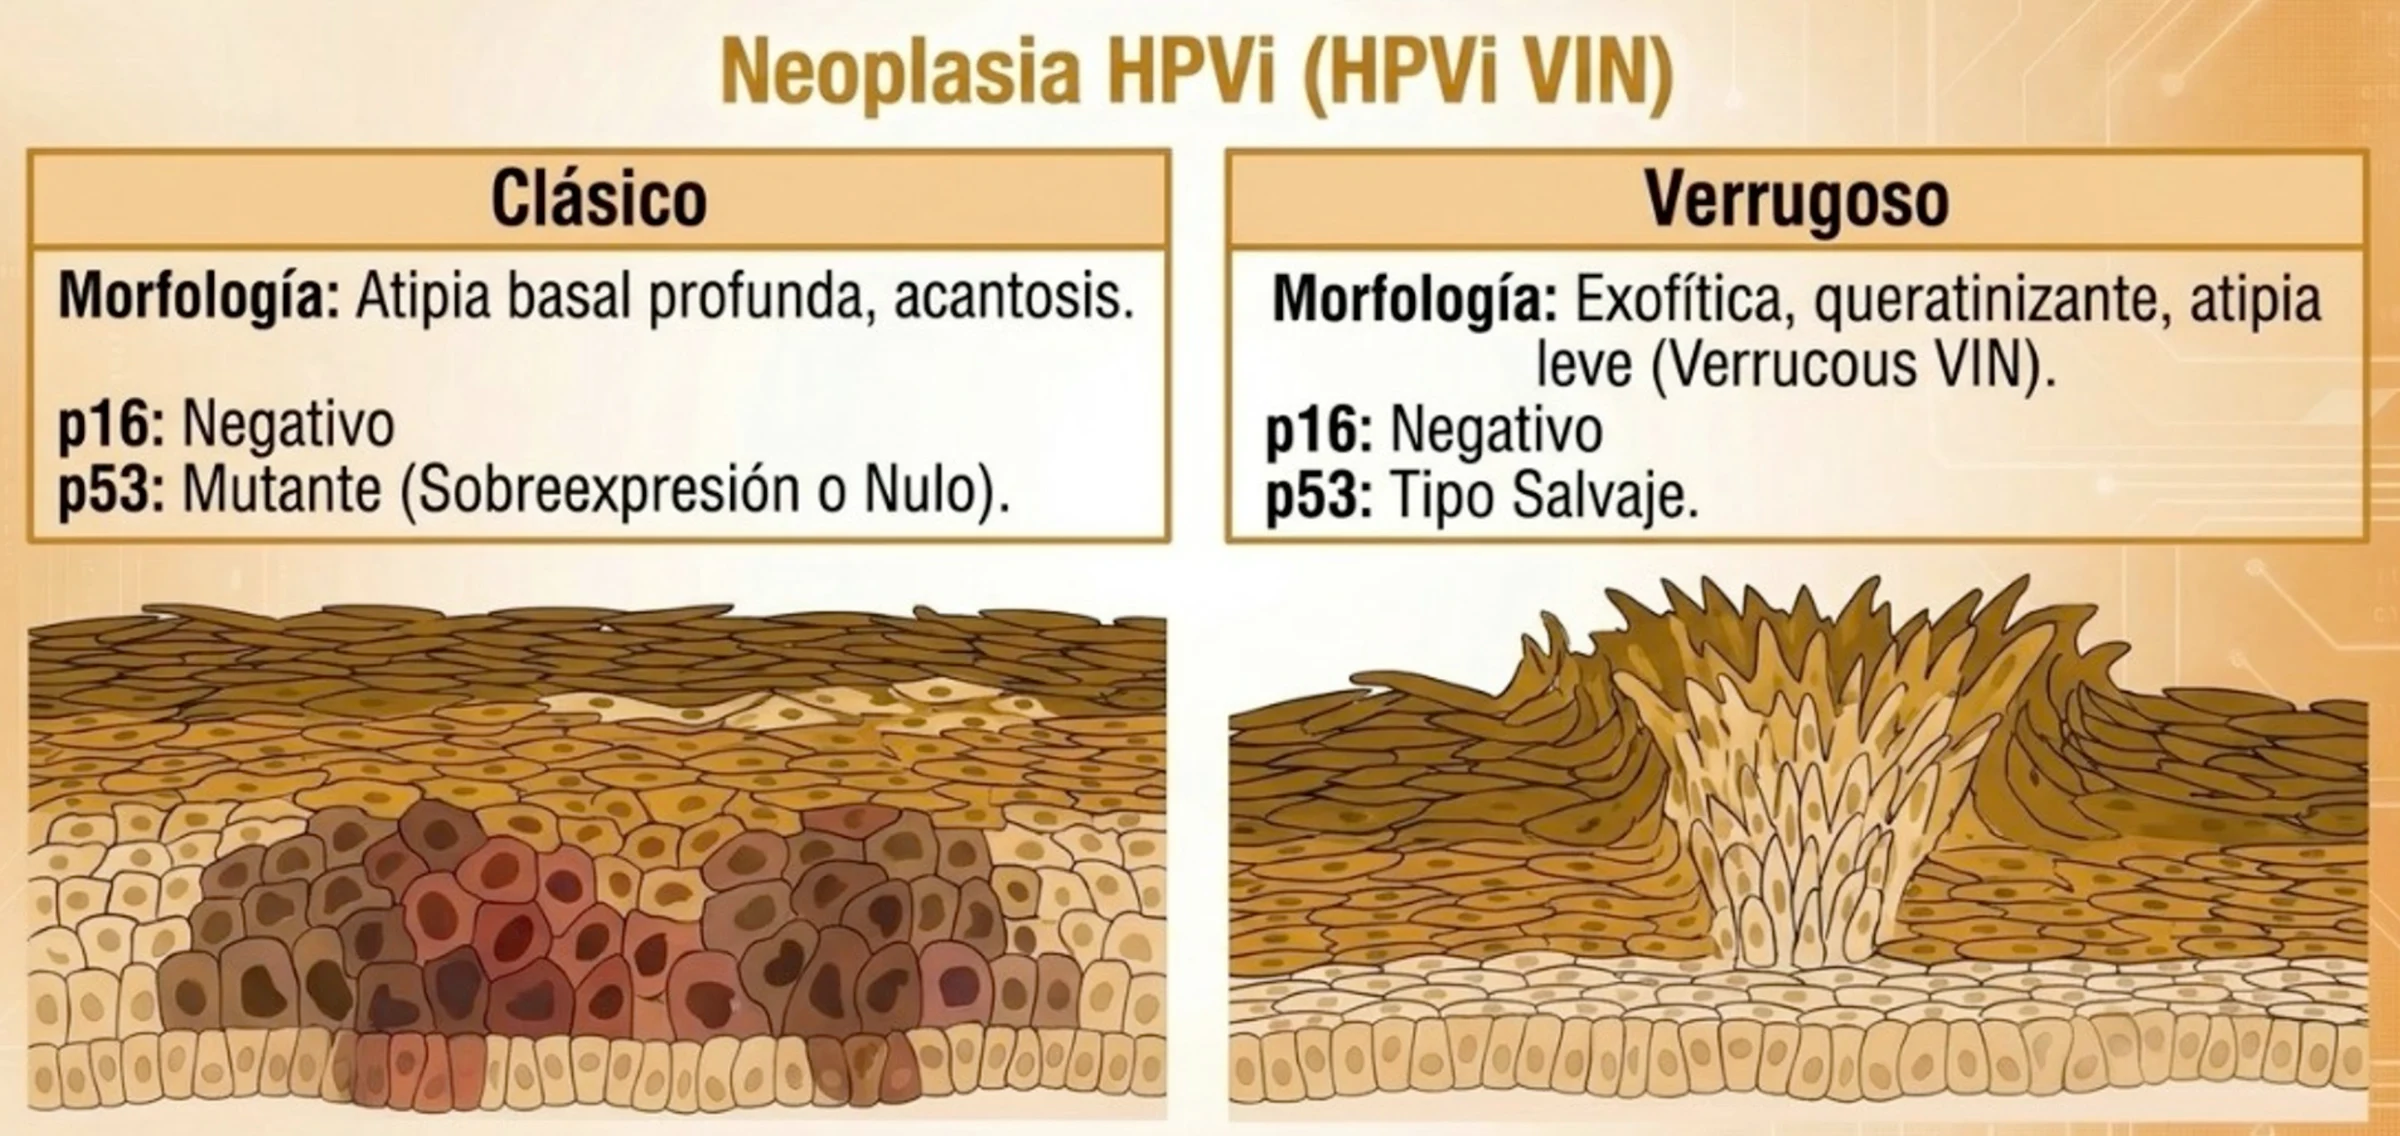 Neoplasia HPVi (HPVi VIN)
Clásico
Morfología: Atipia basal profunda, acantosis.
p16: Negativo
p53: Mutante (Sobreexpresión o Nulo).
Verrugoso
Morfología: Exofítica, queratinizante, atipia
leve (Verrucous VIN).
p16: Negativo
p53: Tipo Salvaje.